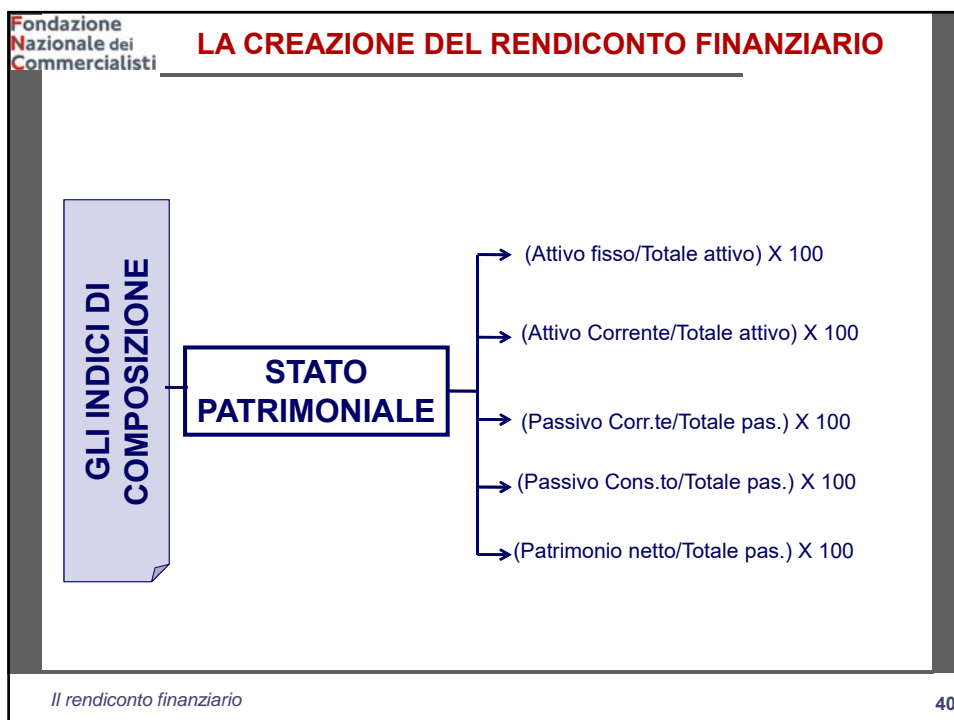 Fondazione
Nazionale dei
Commercialisti
LA CREAZIONE DEL RENDICONTO FINANZIARIO
GLI INDICI DI
COMPOSIZIONE
STATO
PATRIMONIALE
(Attivo fisso/Totale attivo) X 100
(Attivo Corrente/Totale attivo) X 100
(Passivo Corr.te/Totale pas.) X 100
(Passivo Cons.to/Totale pas.) X 100
(Patrimonio netto/Totale pas.) X 100
Il rendiconto finanziario
40